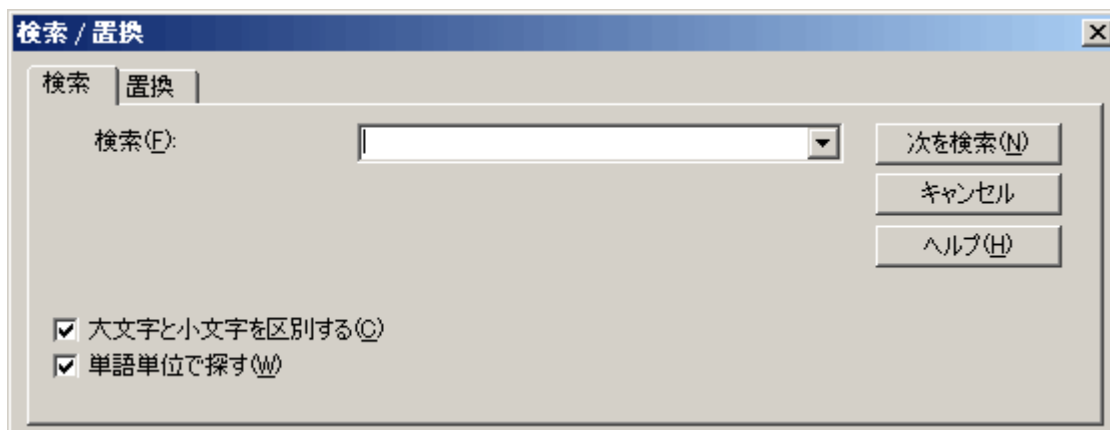 検索 / 置換
検索 置換
検索(F): 次を検索(N)
キャンセル
ヘルプ(H)
大文字と小文字を区別する(C)
単語単位で探す(W)